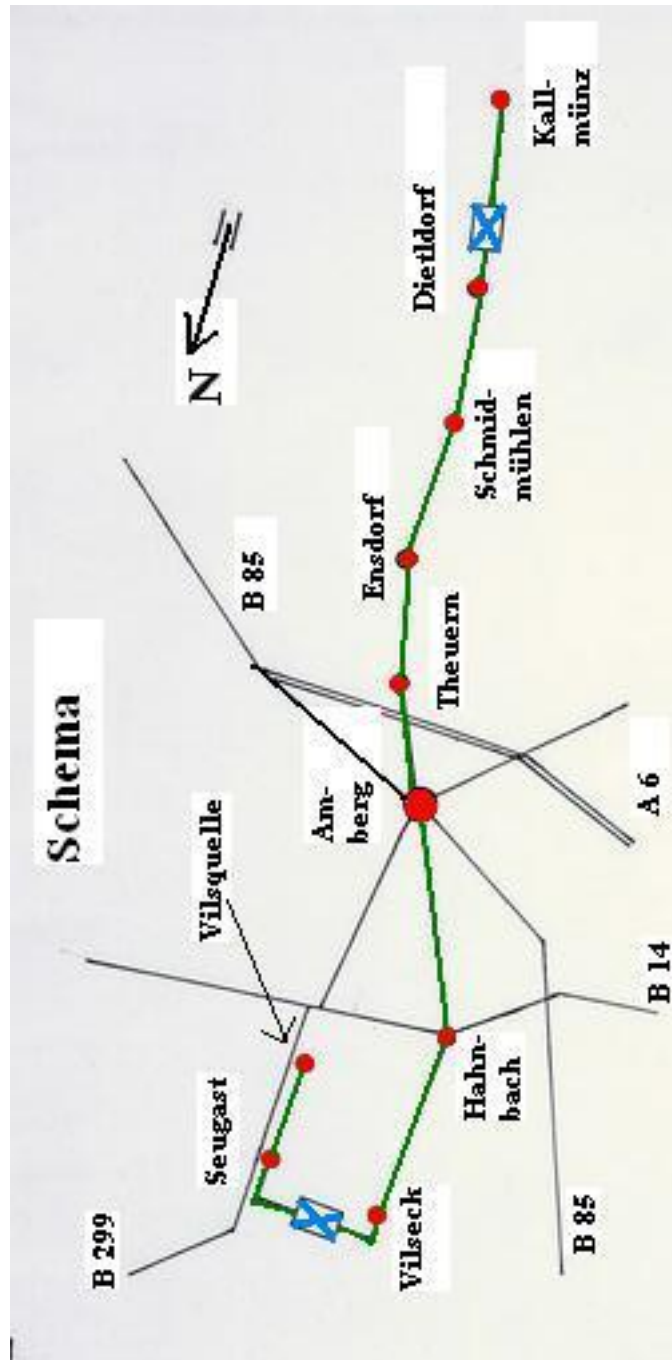 Schema
B 299
Seugast
Vilsquelle
Am-
berg
B 85
N
Vilseck
Hahn-
bach
Theuern
Ensdorf
Schmid-
mühlen
Dietldorf
Kall-
münz
B 85
B 14
A 6